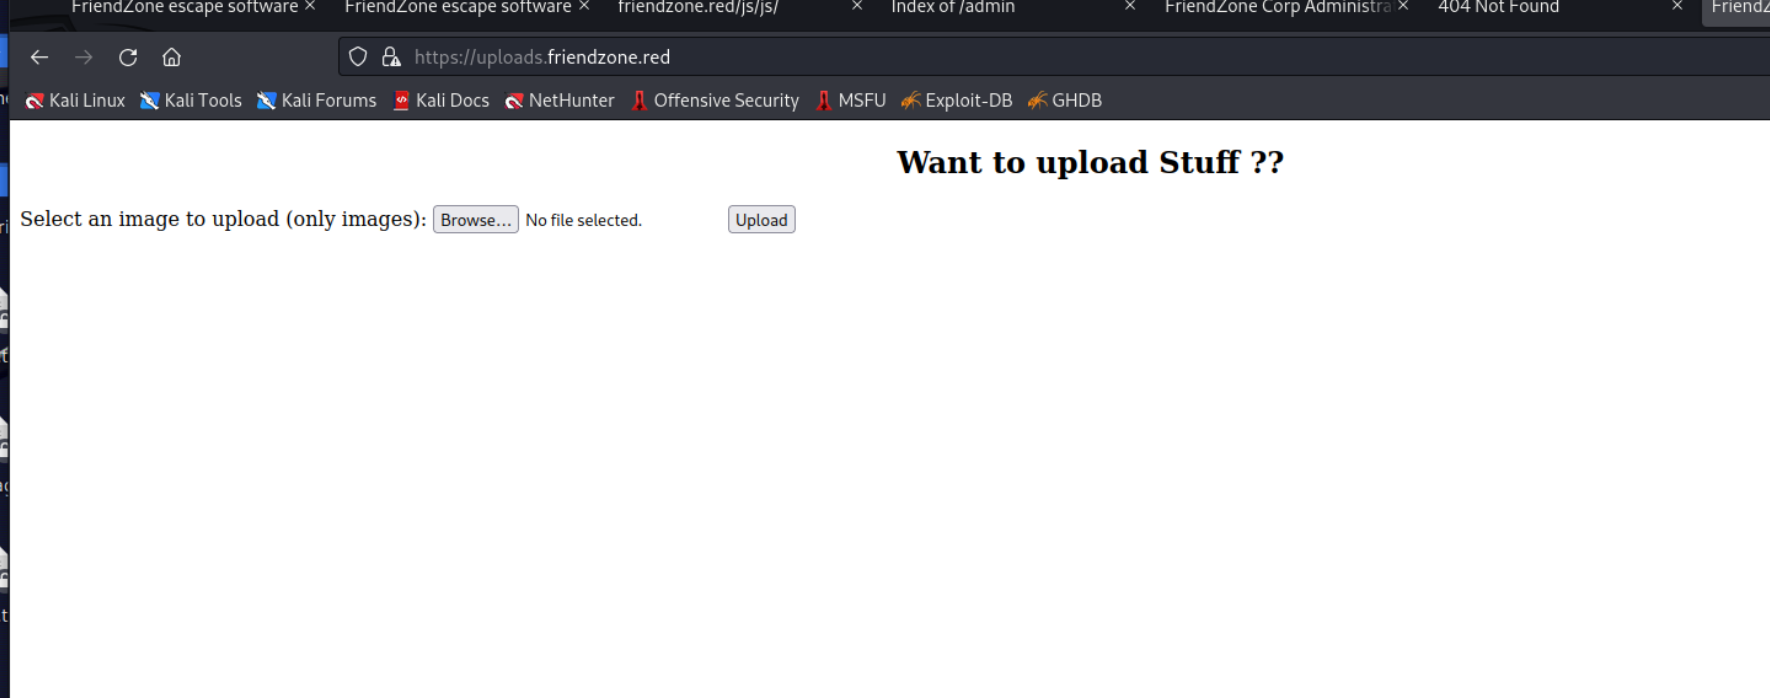 FriendZone escape software × FriendZone escape software × friendzone.red/js/js/ × Index of /admin × FriendZone Corp Administra × 404 Not Found × FriendZ
https://uploads.friendzone.red
Kali Linux Kali Tools Kali Forums Kali Docs NetHunter Offensive Security MSFU Exploit-DB GHDB
Want to upload Stuff ??
Select an image to upload (only images): Browse... No file selected. Upload